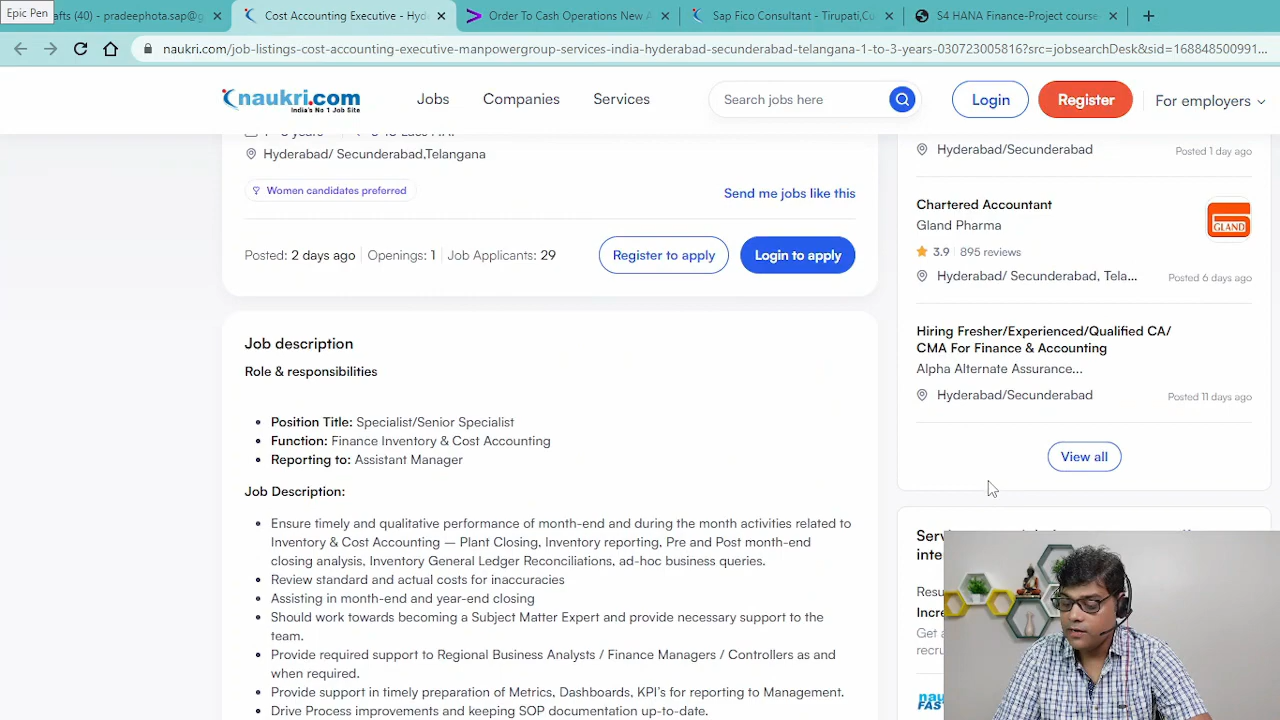 Epic Pen
afts (40) - pradeephota.sap@g
Cost Accounting Executive - Hyd
Order To Cash Operations New A
Sap Fico Consultant - Tirupati,Co
S4 HANA Finance-Project course
naukri.com/job-listings-cost-accounting-executive-manpowergroup-services-india-hyderabad-secunderabad-telangana-1-to-3-years-030723005816?src=jobsearchDesk&sid=168848500991...
naukri.com
India's No 1 Job Site
Jobs
Companies
Services
Search jobs here
Login
Register
For employers
Hyderabad/ Secunderabad,Telangana
Women candidates preferred
Send me jobs like this
Posted: 2 days ago
Openings: 1
Job Applicants: 29
Register to apply
Login to apply
Job description
Role & responsibilities
• Position Title: Specialist/Senior Specialist
• Function: Finance Inventory & Cost Accounting
• Reporting to: Assistant Manager
Job Description:
• Ensure timely and qualitative performance of month-end and during the month activities related to
Inventory & Cost Accounting – Plant Closing, Inventory reporting, Pre and Post month-end
closing analysis, Inventory General Ledger Reconciliations, ad-hoc business queries.
• Review standard and actual costs for inaccuracies
• Assisting in month-end and year-end closing
• Should work towards becoming a Subject Matter Expert and provide necessary support to the
team.
• Provide required support to Regional Business Analysts / Finance Managers / Controllers as and
when required.
• Provide support in timely preparation of Metrics, Dashboards, KPI's for reporting to Management.
• Drive Process improvements and keeping SOP documentation up-to-date.
Hyderabad/Secunderabad
Posted 1 day ago
Chartered Accountant
Gland Pharma
GLAND
3.9
895 reviews
Hyderabad/ Secunderabad, Tela...
Posted 6 days ago
Hiring Fresher/Experienced/Qualified CA/
CMA For Finance & Accounting
Alpha Alternate Assurance...
Hyderabad/Secunderabad
Posted 11 days ago
View all
inte
Resu
Incre
Get a
recru
FAS